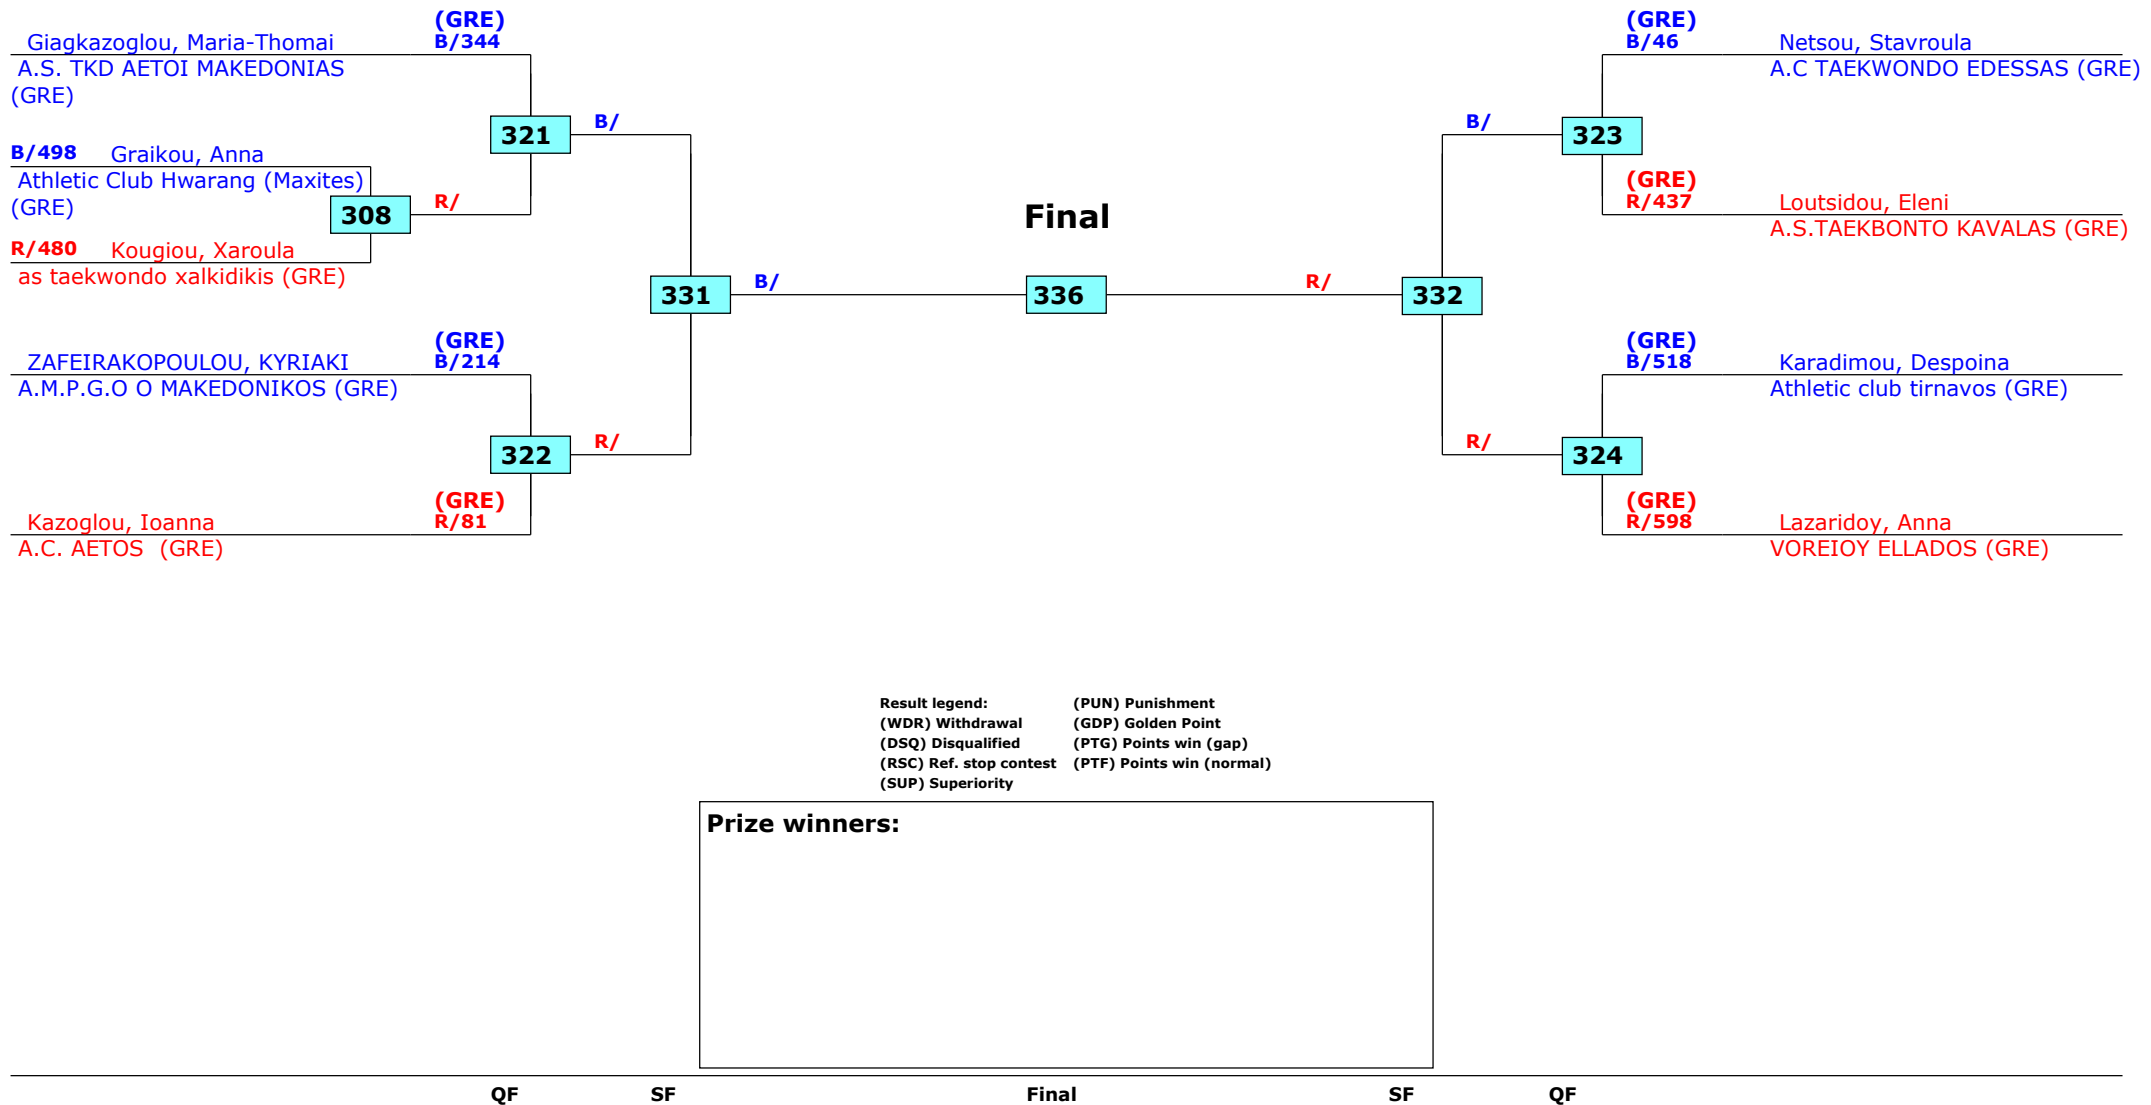 (GRE)
Giagkazoglou, Maria-Thomai B/344
A.S. TKD AETOI MAKEDONIAS
(GRE)
321
B/
B/498 Graikou, Anna
Athletic Club Hwarang (Maxites)
(GRE)
308
R/
R/480 Kougiou, Xaroula
as taekwondo xalkidikis (GRE)
331
B/
(GRE)
ZAFEIRAKOPOULOU, KYRIAKI B/214
A.M.P.G.O O MAKEDONIKOS (GRE)
322
R/
(GRE)
Kazoglou, Ioanna R/81
A.C. AETOS (GRE)
Final
336
R/
332
(GRE)
B/46 Netsou, Stavroula
A.C TAEKWONDO EDESSAS (GRE)
B/
323
(GRE)
R/437 Loutsidou, Eleni
A.S.TAEKBONTO KAVALAS (GRE)
(GRE)
B/518 Karadimou, Despoina
Athletic club tirnavos (GRE)
R/
324
(GRE)
R/598 Lazaridoy, Anna
VOREIOY ELLADOS (GRE)
Result legend: (PUN) Punishment
(WDR) Withdrawal (GDP) Golden Point
(DSQ) Disqualified (PTG) Points win (gap)
(RSC) Ref. stop contest (PTF) Points win (normal)
(SUP) Superiority
Prize winners:
QF SF Final SF QF